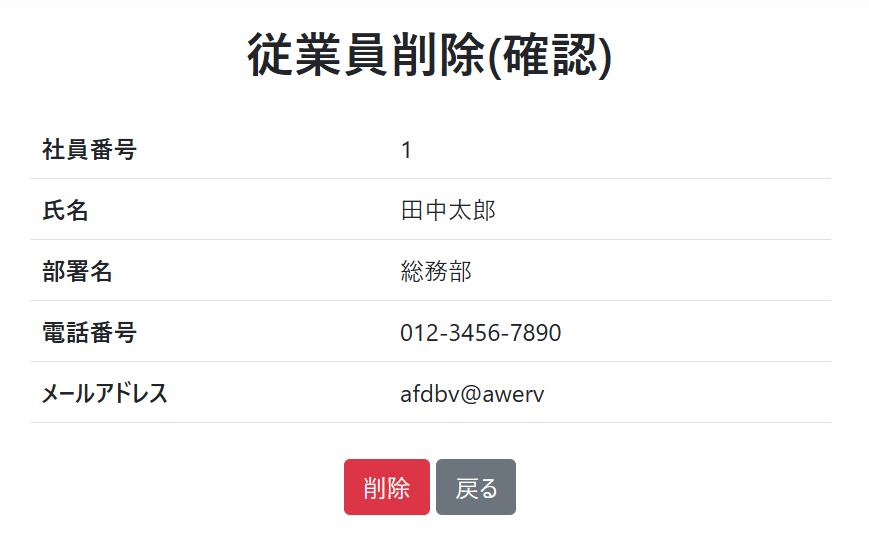 従業員削除(確認)
社員番号 1
氏名 田中太郎
部署名 総務部
電話番号 012-3456-7890
メールアドレス afdbv@awerv
削除 戻る